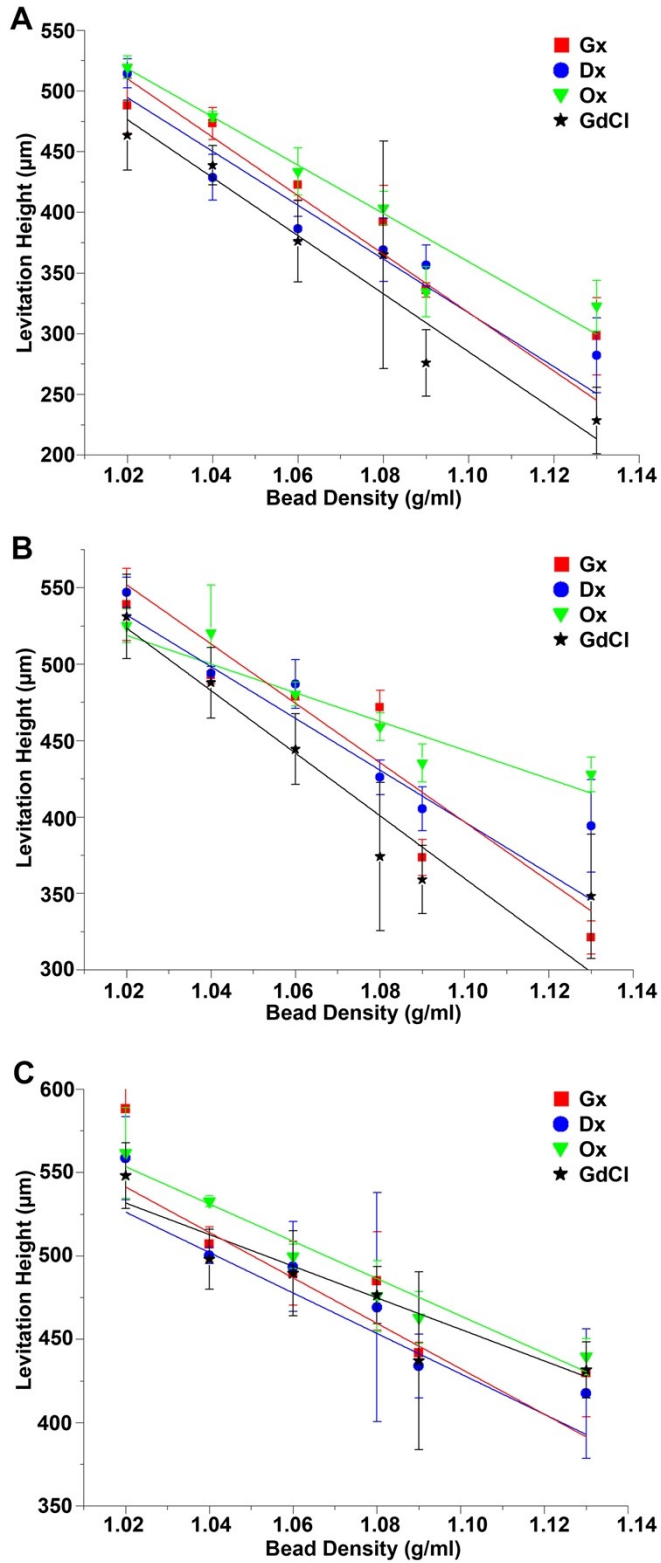 A
550
500
450
400
350
300
250
200
Levitation Height (µm)
Gx
Dx
Ox
GdCl
1.02 1.04 1.06 1.08 1.10 1.12 1.14
Bead Density (g/ml)
B
550
500
450
400
350
300
Levitation Height (µm)
Gx
Dx
Ox
GdCl
1.02 1.04 1.06 1.08 1.10 1.12 1.14
Bead Density (g/ml)
C
600
550
500
450
400
350
Levitation Height (µm)
Gx
Dx
Ox
GdCl
1.02 1.04 1.06 1.08 1.10 1.12 1.14
Bead Density (g/ml)